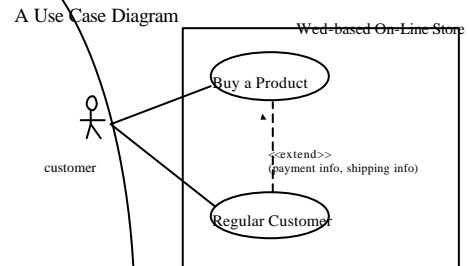 A Use Case Diagram
Wed-based On-Line Store
Buy a Product
customer
<<extend>>
(payment info, shipping info)
Regular Customer